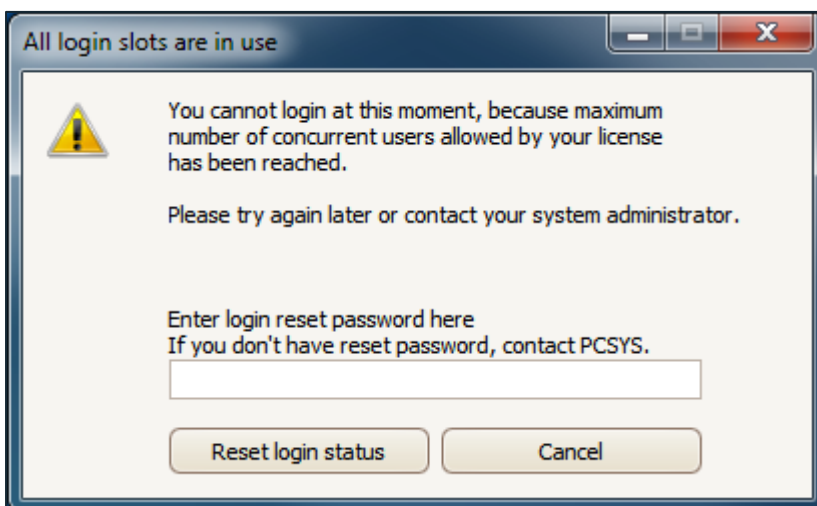 All login slots are in use
You cannot login at this moment, because maximum
number of concurrent users allowed by your license
has been reached.
Please try again later or contact your system administrator.
Enter login reset password here
If you don't have reset password, contact PCSYS.
Reset login status
Cancel